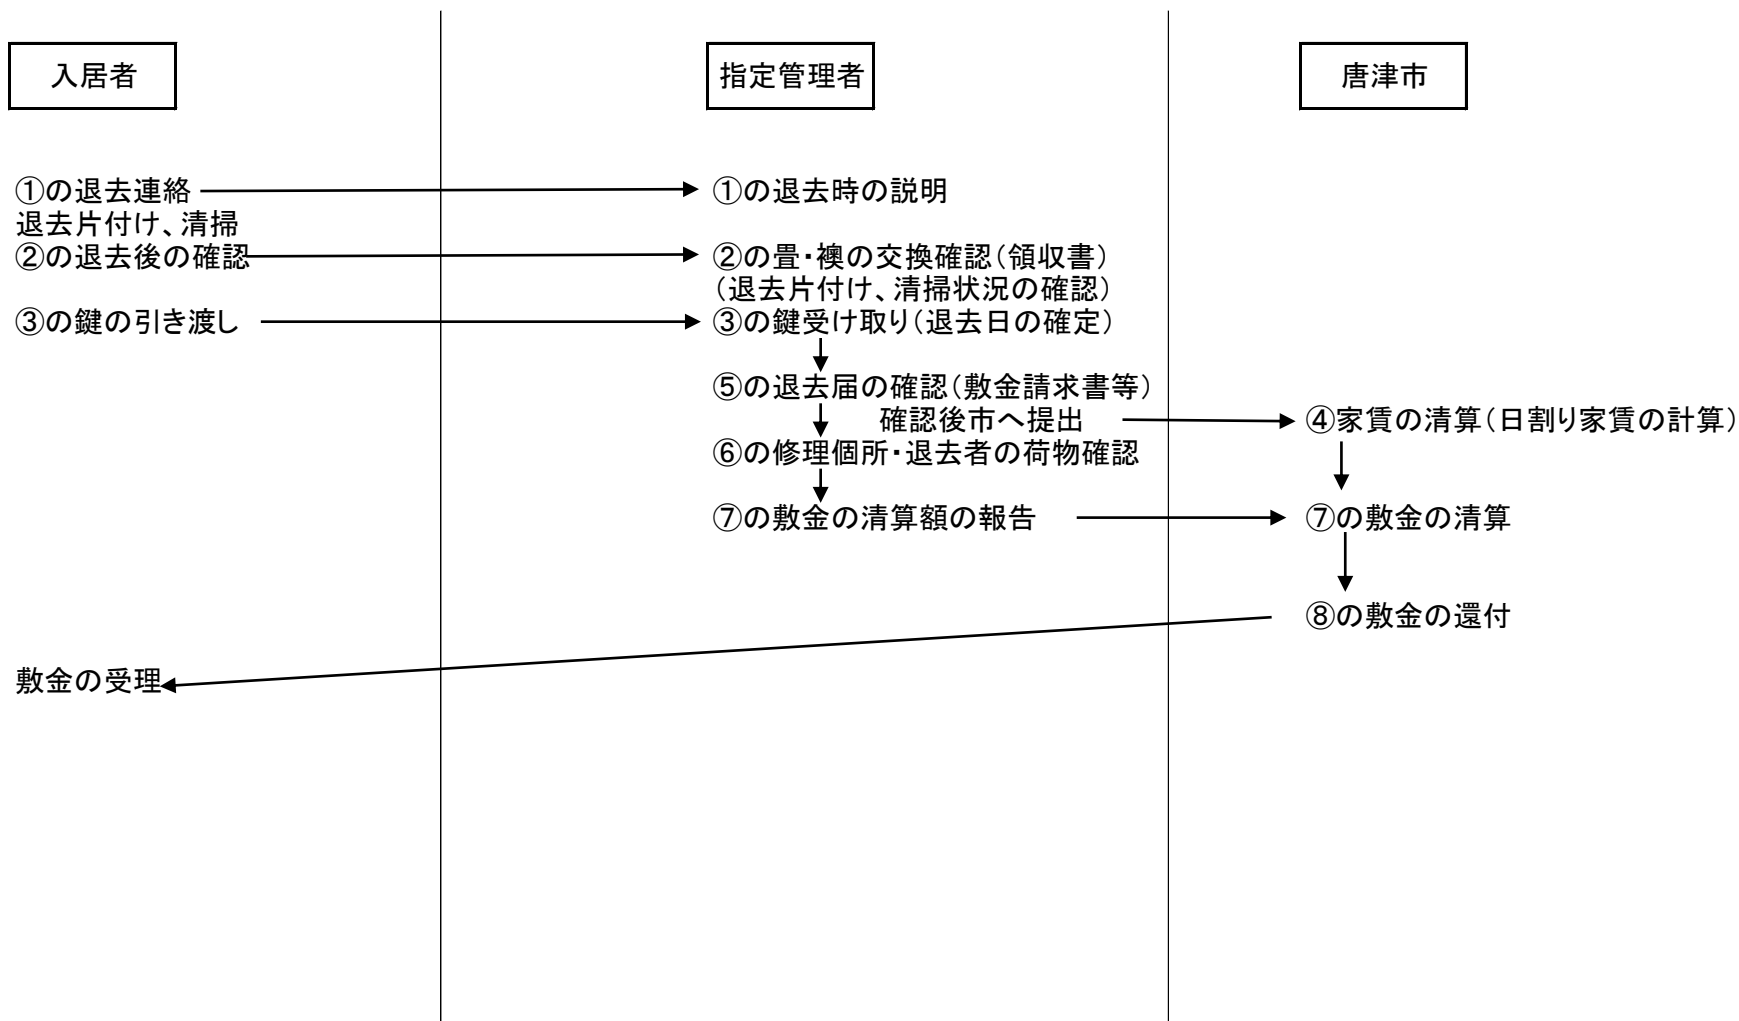 入居者
指定管理者
唐津市
①の退去連絡
①の退去時の説明
退去片付け、清掃
②の退去後の確認
②の畳・襖の交換確認(領収書)
(退去片付け、清掃状況の確認)
③の鍵の引き渡し
③の鍵受け取り(退去日の確定)
⑤の退去届の確認(敷金請求書等)
確認後市へ提出
④家賃の清算(日割り家賃の計算)
⑥の修理個所・退去者の荷物確認
⑦の敷金の清算額の報告
⑦の敷金の清算
⑧の敷金の還付
敷金の受理